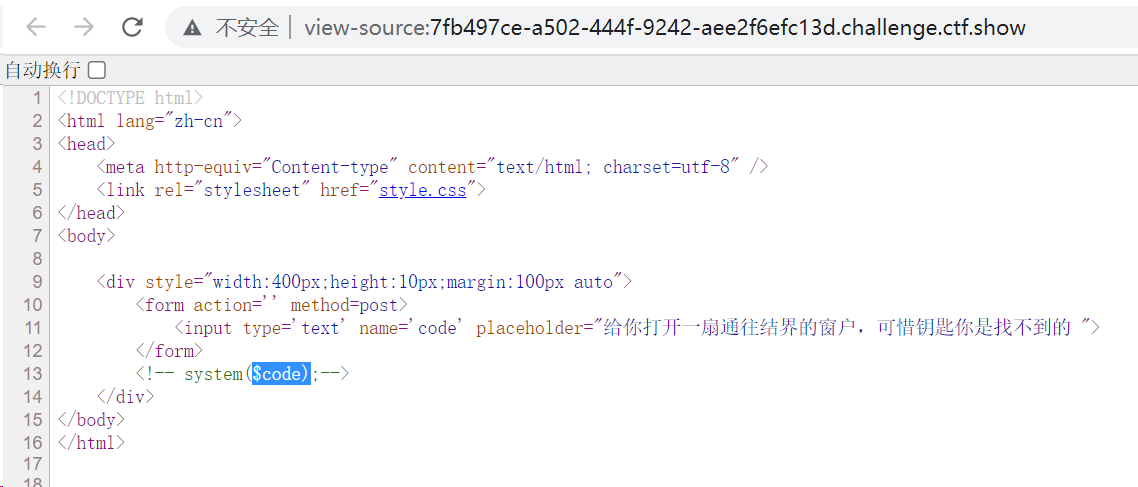 不安全 | view-source:7fb497ce-a502-444f-9242-aee2f6efc13d.challenge.ctf.show
自动换行
1 <!DOCTYPE html>
2 <html lang="zh-cn">
3 <head>
4     <meta http-equiv="Content-type" content="text/html; charset=utf-8" />
5     <link rel="stylesheet" href="style.css">
6 </head>
7 <body>
8
9     <div style="width:400px;height:10px;margin:100px auto">
10         <form action='' method=post>
11             <input type='text' name='code' placeholder="给你打开一扇通往结界的窗户，可惜钥匙你是找不到的 ">
12         </form>
13         <!-- system($code);-->
14     </div>
15 </body>
16 </html>
17
18